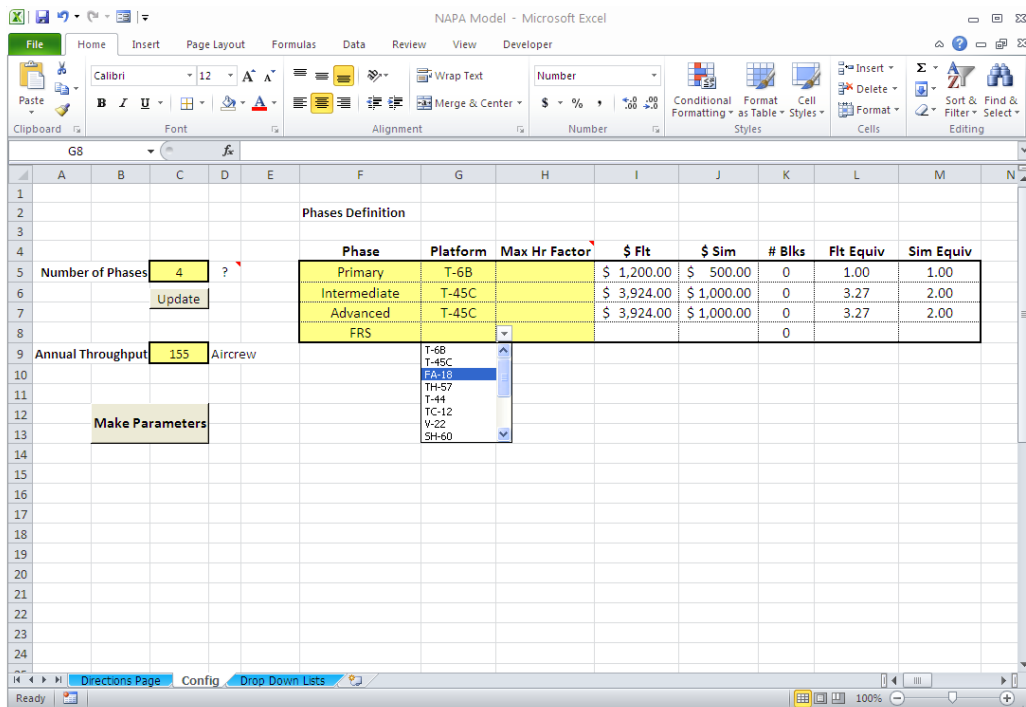 NAPA Model - Microsoft Excel
File Home Insert Page Layout Formulas Data Review View Developer
Calibri 12 A A Wrap Text Number Insert Σ
Paste B I U A Merge & Center $ % , .0 .00 .00 .0 Conditional Formatting Format as Table Cell Styles Delete Format Sort & Filter Find & Select
Clipboard Font Alignment Number Styles Cells Editing
G8 fx
A B C D E F G H I J K L M N
1
2 Phases Definition
3
4 Phase Platform Max Hr Factor $ Flt $ Sim # Blks Flt Equiv Sim Equiv
5 Number of Phases 4 ? Primary T-6B $ 1,200.00 $ 500.00 0 1.00 1.00
6 Update Intermediate T-45C $ 3,924.00 $ 1,000.00 0 3.27 2.00
7 Advanced T-45C $ 3,924.00 $ 1,000.00 0 3.27 2.00
8 FRS 0
9 Annual Throughput 155 Aircrew T-6B
T-45C
10 FA-18
11 TH-57
T-44
12 Make Parameters TC-12
13 V-22
SH-60
14
15
16
17
18
19
20
21
22
23
24
Directions Page Config Drop Down Lists
Ready 100%